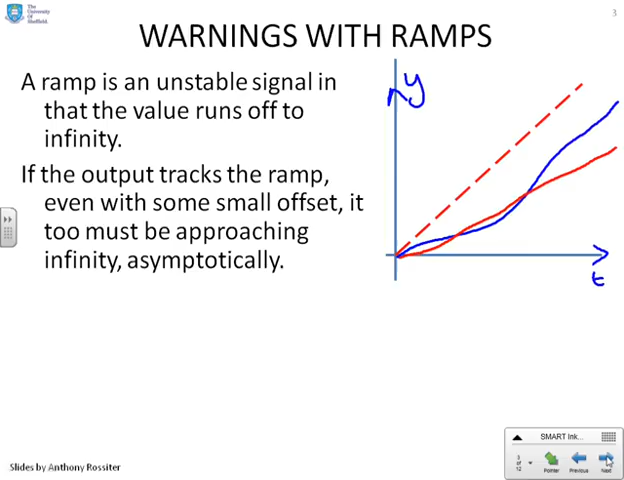 The
University
Of
Sheffield.
3
WARNINGS WITH RAMPS
A ramp is an unstable signal in
that the value runs off to
infinity.
If the output tracks the ramp,
even with some small offset, it
too must be approaching
infinity, asymptotically.
y
t
SMART Ink...
3
of
12
Pointer
Previous
Next
Slides by Anthony Rossiter